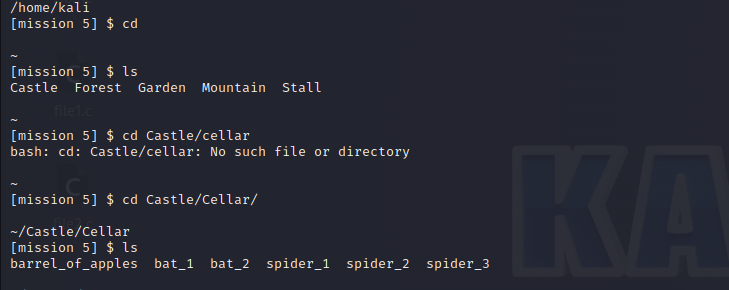 /home/kali
[mission 5] $ cd
~
[mission 5] $ ls
Castle  Forest  Garden  Mountain  Stall
file1.c
~
[mission 5] $ cd Castle/cellar
bash: cd: Castle/cellar: No such file or directory
~
[mission 5] $ cd Castle/Cellar/
~/Castle/Cellar
[mission 5] $ ls
barrel_of_apples  bat_1  bat_2  spider_1  spider_2  spider_3
KA